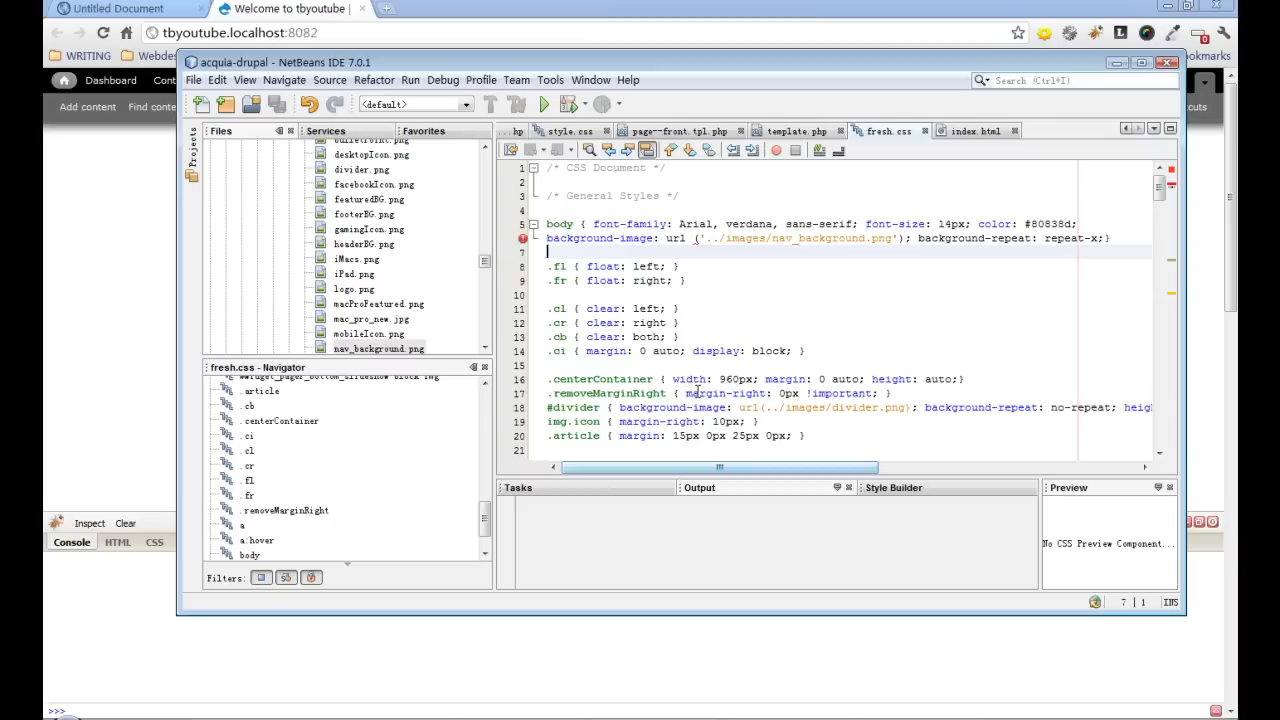 Untitled Document
Welcome to tbyoutube |
tbyoutube.localhost:8082
WRITING
Webdes
ookmarks
Dashboard
Cont
Add content
Find conte
cuts
acquia-drupal - NetBeans IDE 7.0.1
File Edit View Navigate Source Refactor Run Debug Profile Team Tools Window Help
Search (Ctrl+I)
<default>
Projects
Files
Services
Favorites
...hp
style.css
page--front.tpl.php
template.php
fresh.css
index.html
desktopIcon.png
divider.png
facebookIcon.png
featuredBG.png
footerBG.png
gamingIcon.png
headerBG.png
iMacs.png
iPad.png
logo.png
macProFeatured.png
mac_pro_new.jpg
mobileIcon.png
nav_background.png
1 /* CSS Document */
2
3 /* General Styles */
4
5 body { font-family: Arial, verdana, sans-serif; font-size: 14px; color: #80838d;
background-image: url ('../images/nav_background.png'); background-repeat: repeat-x;}
7
8 .fl { float: left; }
9 .fr { float: right; }
10
11 .cl { clear: left; }
12 .cr { clear: right }
13 .cb { clear: both; }
14 .ci { margin: 0 auto; display: block; }
15
16 .centerContainer { width: 960px; margin: 0 auto; height: auto;}
17 .removeMarginRight { margin-right: 0px !important; }
18 #divider { background-image: url(../images/divider.png); background-repeat: no-repeat; heig
19 img.icon { margin-right: 10px; }
20 .article { margin: 15px 0px 25px 0px; }
21
fresh.css - Navigator
.article
.cb
.centerContainer
.ci
.cl
.cr
.fl
.fr
.removeMarginRight
a
a:hover
body
Filters:
Tasks
Output
Style Builder
Preview
No CSS Preview Component...
7 | 1
INS
Inspect
Clear
Console
HTML
CSS
>>>